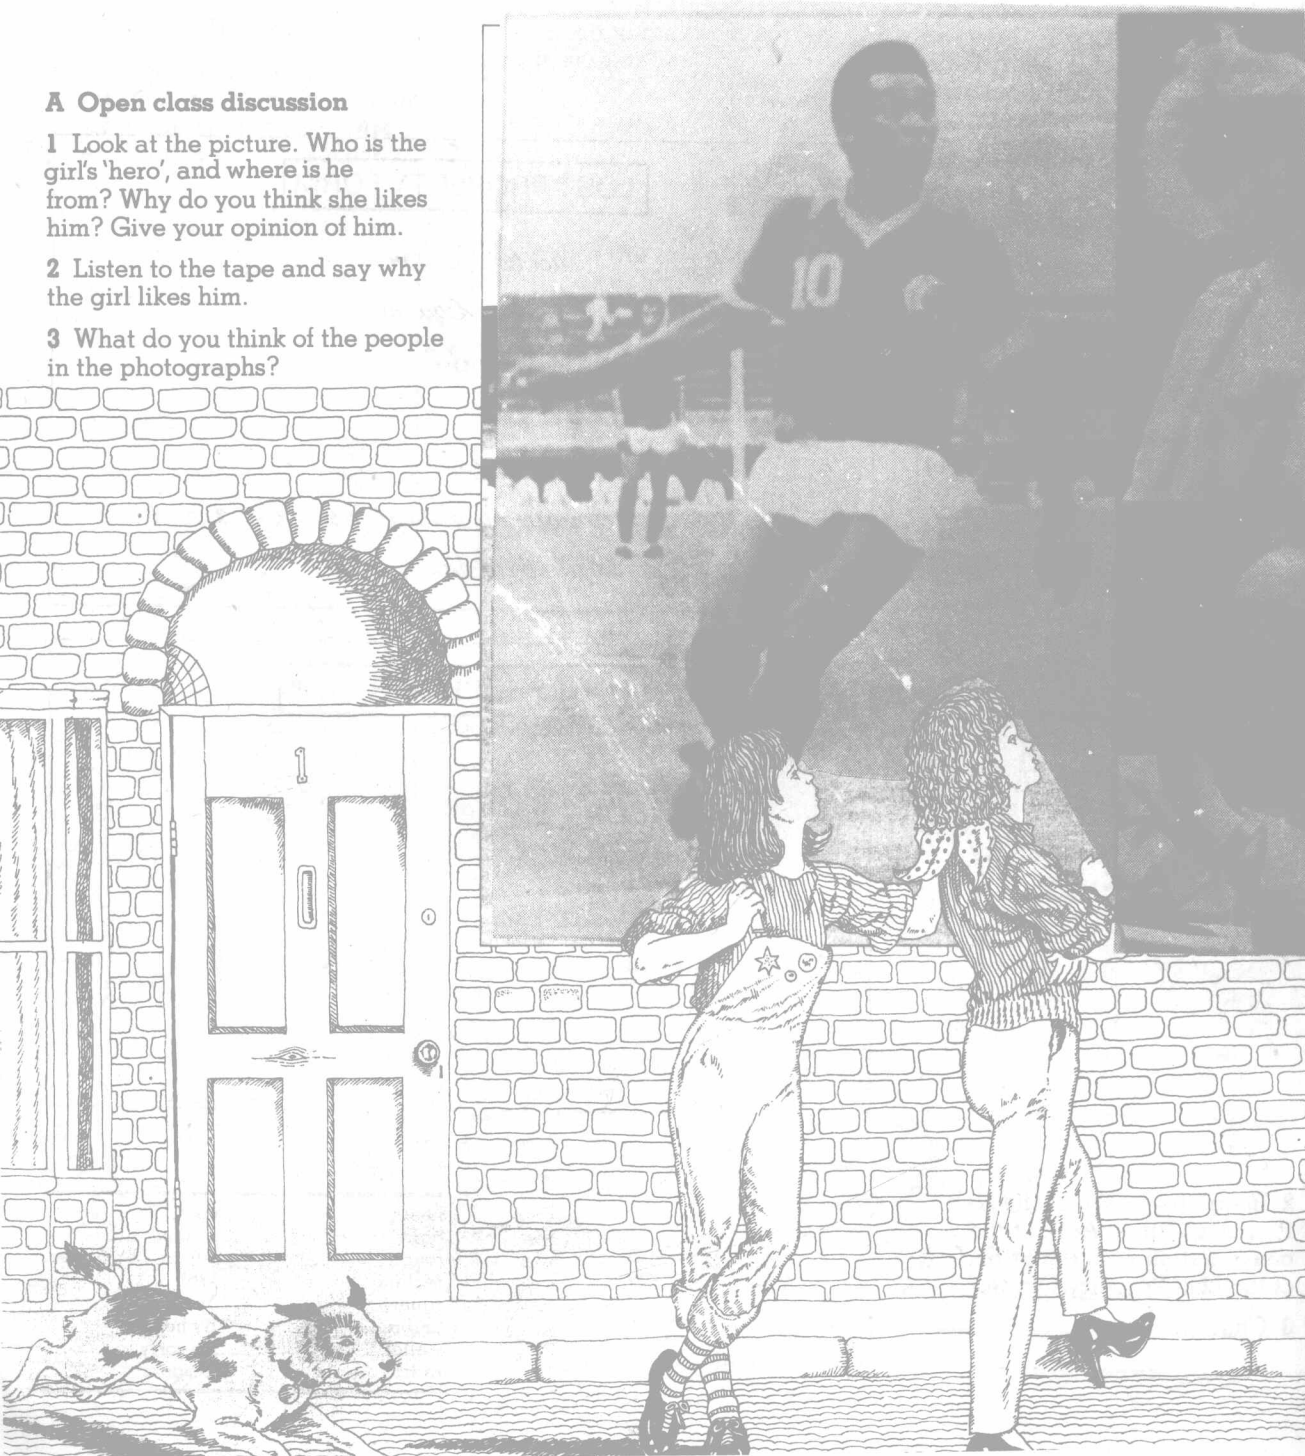 A Open class discussion
1 Look at the picture. Who is the
girl's 'hero', and where is he
from? Why do you think she likes
him? Give your opinion of him.
2 Listen to the tape and say why
the girl likes him.
3 What do you think of the people
in the photographs?
10
1